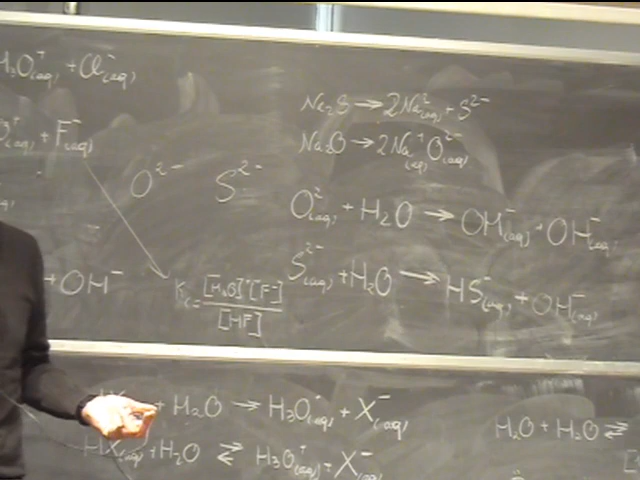 H₃O⁺(aq) + Cl⁻(aq)
+ F⁻(aq)
O²⁻ S²⁻
+ OH⁻
Kc = [H₃O]⁺[F⁻] / [HF]
Na₂S → 2Na⁺(aq) + S²⁻
Na₂O → 2Na⁺(aq) O²⁻(aq)
O²⁻(aq) + H₂O → OH⁻(aq) + OH⁻(aq)
S²⁻(aq) + H₂O → HS⁻(aq) + OH⁻(aq)
+ H₂O → H₃O⁺(aq) + X⁻(aq)
HX(aq) + H₂O ⇌ H₃O⁺(aq) + X⁻(aq)
H₂O + H₂O ⇌